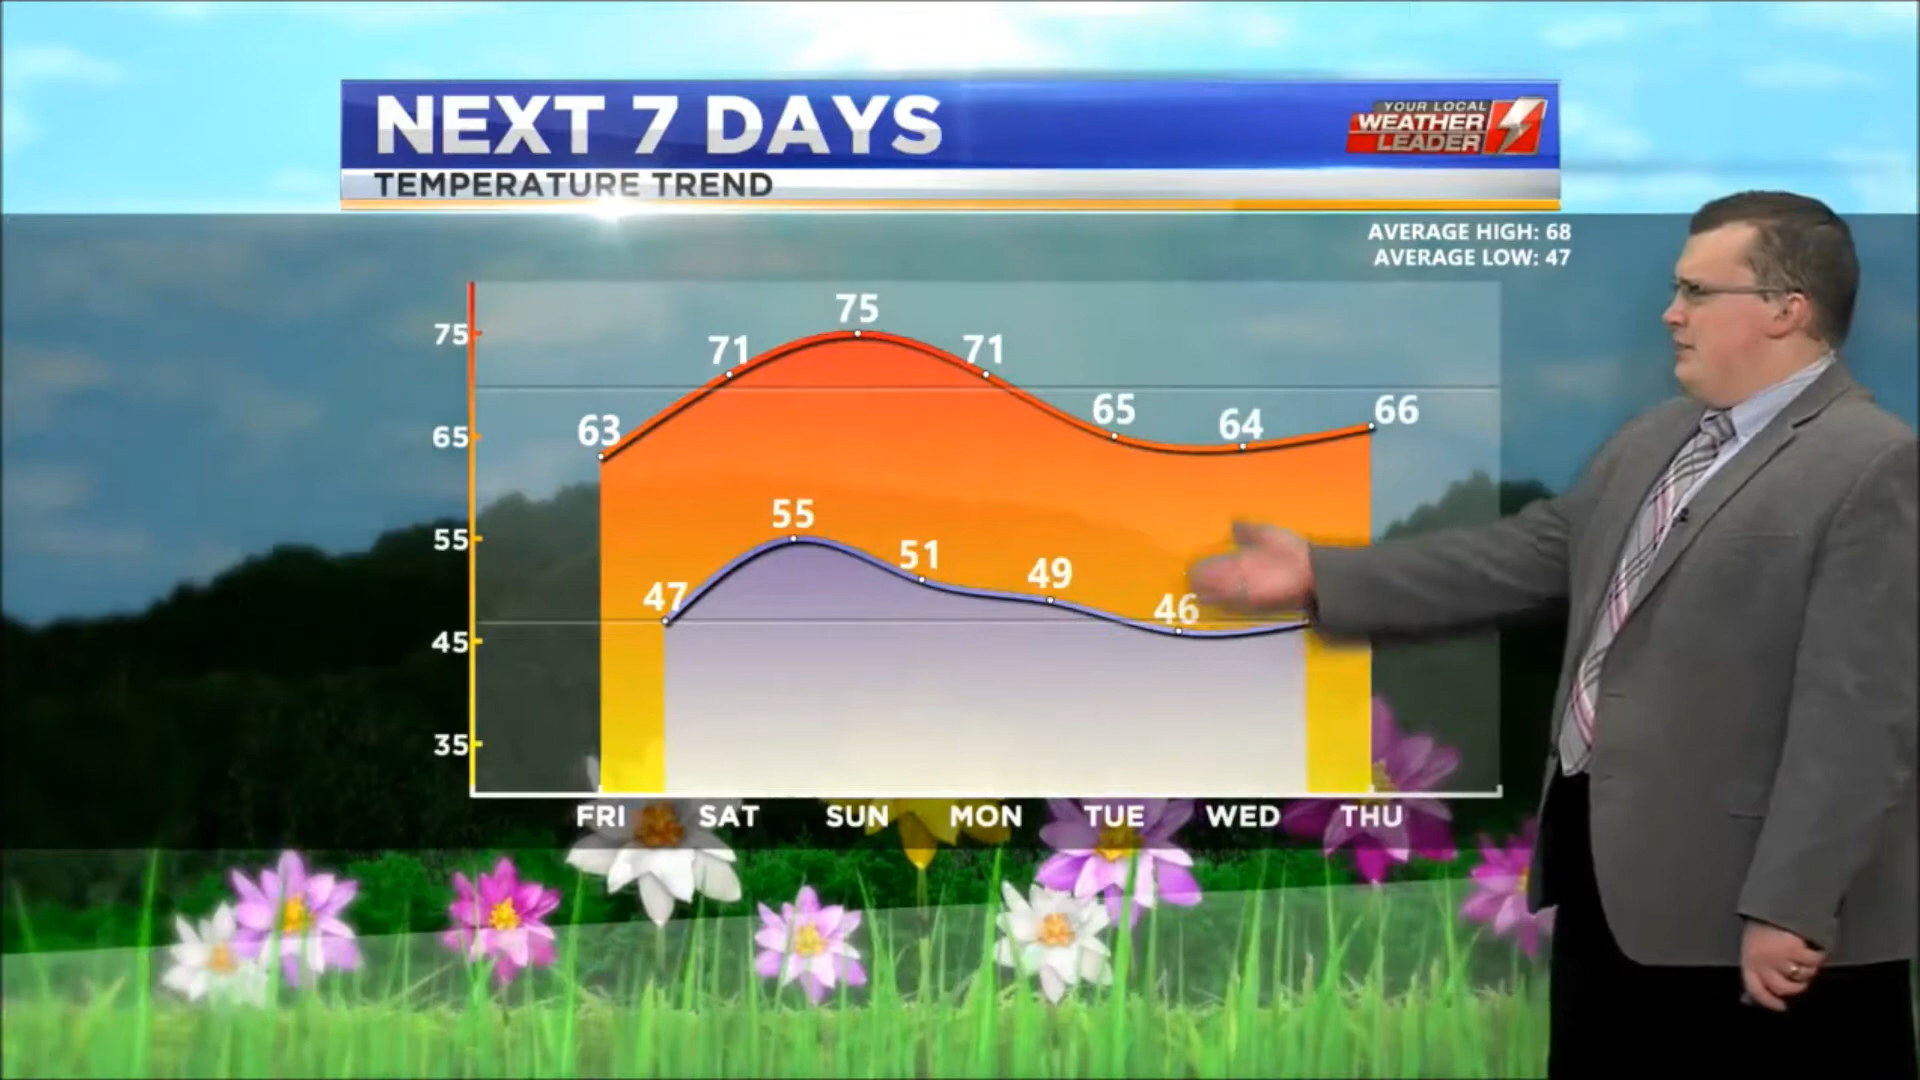 NEXT 7 DAYS
YOUR LOCAL
WEATHER
LEADER
TEMPERATURE TREND
AVERAGE HIGH: 68
AVERAGE LOW: 47
75
71
71
75
63
65
64
66
65
55
51
55
47
49
46
45
35
FRI SAT SUN MON TUE WED THU